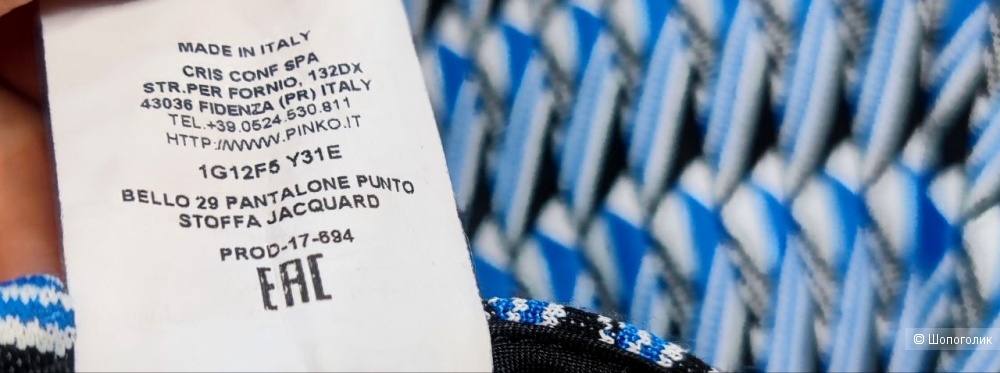 MADE IN ITALY
CRIS CONF SPA
STR.PER FORNIO, 132DX
43036 FIDENZA (PR) ITALY
TEL.+39.0524.530.811
HTTP://WWW.PINKO.IT
1G12F5 Y31E
BELLO 29 PANTALONE PUNTO
STOFFA JACQUARD
PROD-17-694
EAC
© Шопоголик